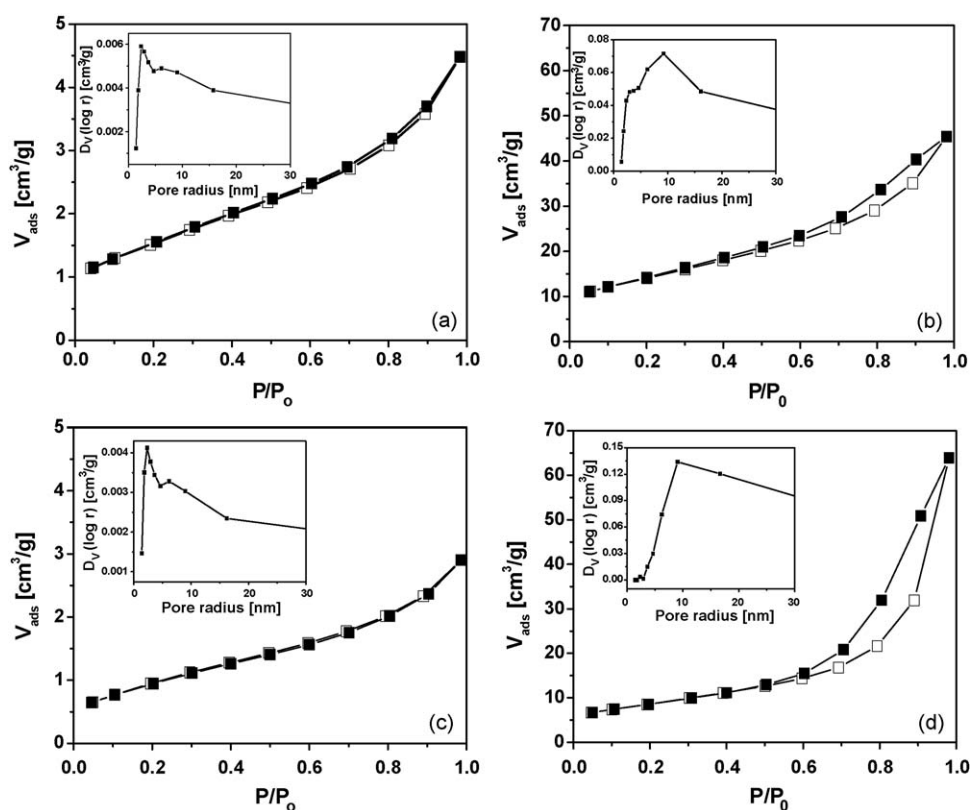 5
4
3
2
1
0
V_ads [cm³/g]
0.0 0.2 0.4 0.6 0.8 1.0
P/P_o
(a)
0.006
0.004
0.002
D_V (log r) [cm³/g]
0 10 20 30
Pore radius [nm]
70
60
50
40
30
20
10
0
V_ads [cm³/g]
0.0 0.2 0.4 0.6 0.8 1.0
P/P_0
(b)
0.08
0.06
0.04
0.02
0.00
D_V (log r) [cm³/g]
0 10 20 30
Pore radius [nm]
5
4
3
2
1
0
V_ads [cm³/g]
0.0 0.2 0.4 0.6 0.8 1.0
P/P_o
(c)
0.004
0.003
0.002
0.001
D_V (log r) [cm³/g]
0 10 20 30
Pore radius [nm]
70
60
50
40
30
20
10
0
V_ads [cm³/g]
0.0 0.2 0.4 0.6 0.8 1.0
P/P_0
(d)
0.15
0.12
0.09
0.06
0.03
0.00
D_V (log r) [cm³/g]
0 10 20 30
Pore radius [nm]